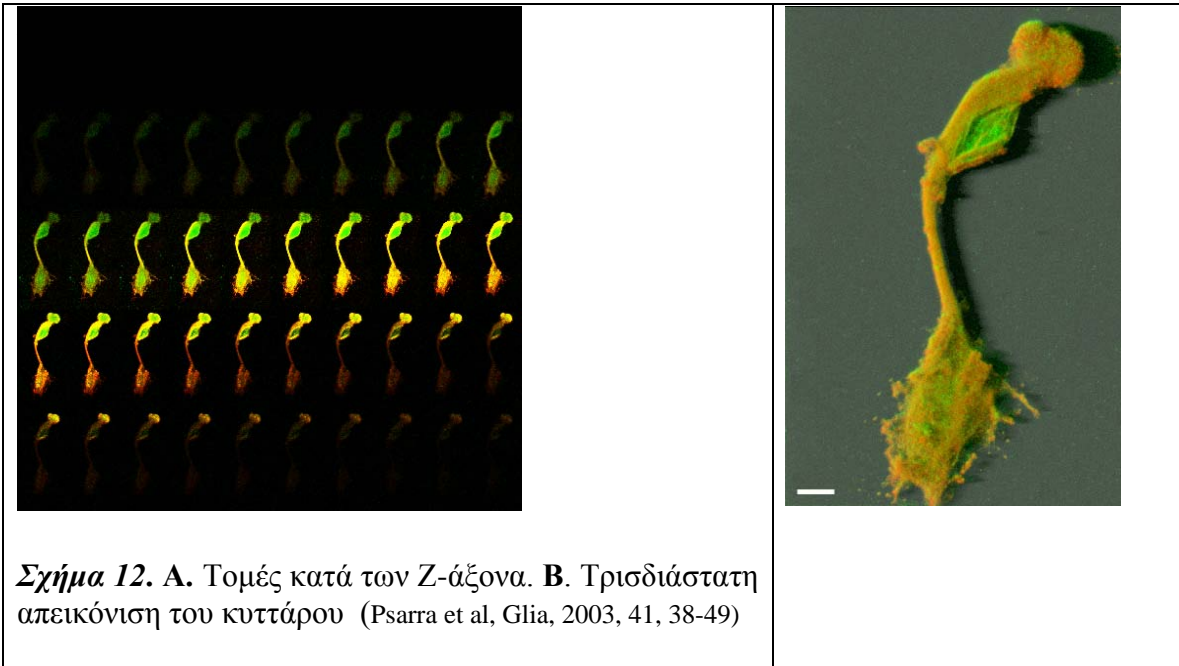 Σχήμα 12. Α. Τομές κατά των Ζ-άξονα. Β. Τρισδιάστατη
απεικόνιση του κυττάρου (Psarra et al, Glia, 2003, 41, 38-49)